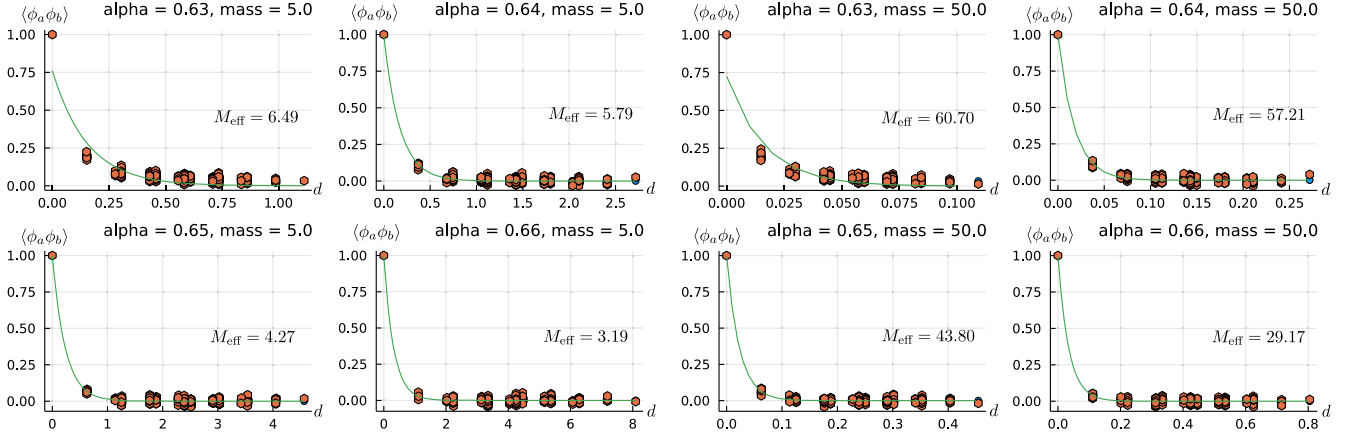 ⟨ϕ_aϕ_b⟩ alpha = 0.63, mass = 5.0
1.00
0.75
0.50
0.25
0.00
M_eff = 6.49
0.00 0.25 0.50 0.75 1.00 d
⟨ϕ_aϕ_b⟩ alpha = 0.64, mass = 5.0
1.00
0.75
0.50
0.25
0.00
M_eff = 5.79
0.0 0.5 1.0 1.5 2.0 2.5 d
⟨ϕ_aϕ_b⟩ alpha = 0.63, mass = 50.0
1.00
0.75
0.50
0.25
0.00
M_eff = 60.70
0.000 0.025 0.050 0.075 0.100 d
⟨ϕ_aϕ_b⟩ alpha = 0.64, mass = 50.0
1.00
0.75
0.50
0.25
0.00
M_eff = 57.21
0.00 0.05 0.10 0.15 0.20 0.25 d
⟨ϕ_aϕ_b⟩ alpha = 0.65, mass = 5.0
1.00
0.75
0.50
0.25
0.00
M_eff = 4.27
0 1 2 3 4 d
⟨ϕ_aϕ_b⟩ alpha = 0.66, mass = 5.0
1.00
0.75
0.50
0.25
0.00
M_eff = 3.19
0 2 4 6 8 d
⟨ϕ_aϕ_b⟩ alpha = 0.65, mass = 50.0
1.00
0.75
0.50
0.25
0.00
M_eff = 43.80
0.0 0.1 0.2 0.3 0.4 d
⟨ϕ_aϕ_b⟩ alpha = 0.66, mass = 50.0
1.00
0.75
0.50
0.25
0.00
M_eff = 29.17
0.0 0.2 0.4 0.6 0.8 d